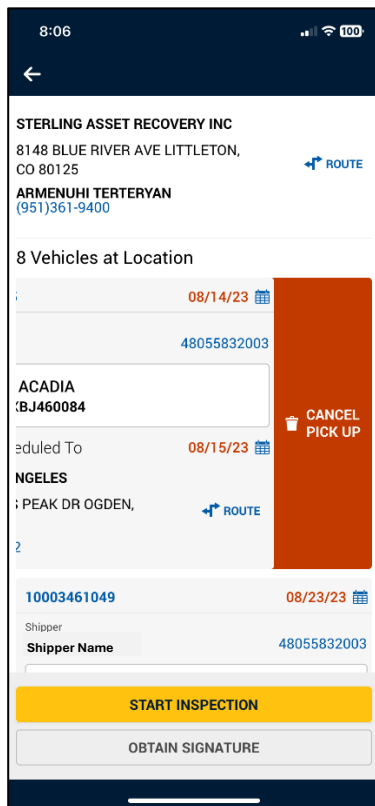 8:06
100
STERLING ASSET RECOVERY INC
8148 BLUE RIVER AVE LITTLETON,
CO 80125
ROUTE
ARMENUHI TERTERYAN
(951)361-9400
8 Vehicles at Location
08/14/23
48055832003
ACADIA
KBJ460084
CANCEL
PICK UP
eduled To
08/15/23
NGELES
S PEAK DR OGDEN,
ROUTE
2
10003461049
08/23/23
Shipper
Shipper Name
48055832003
START INSPECTION
OBTAIN SIGNATURE